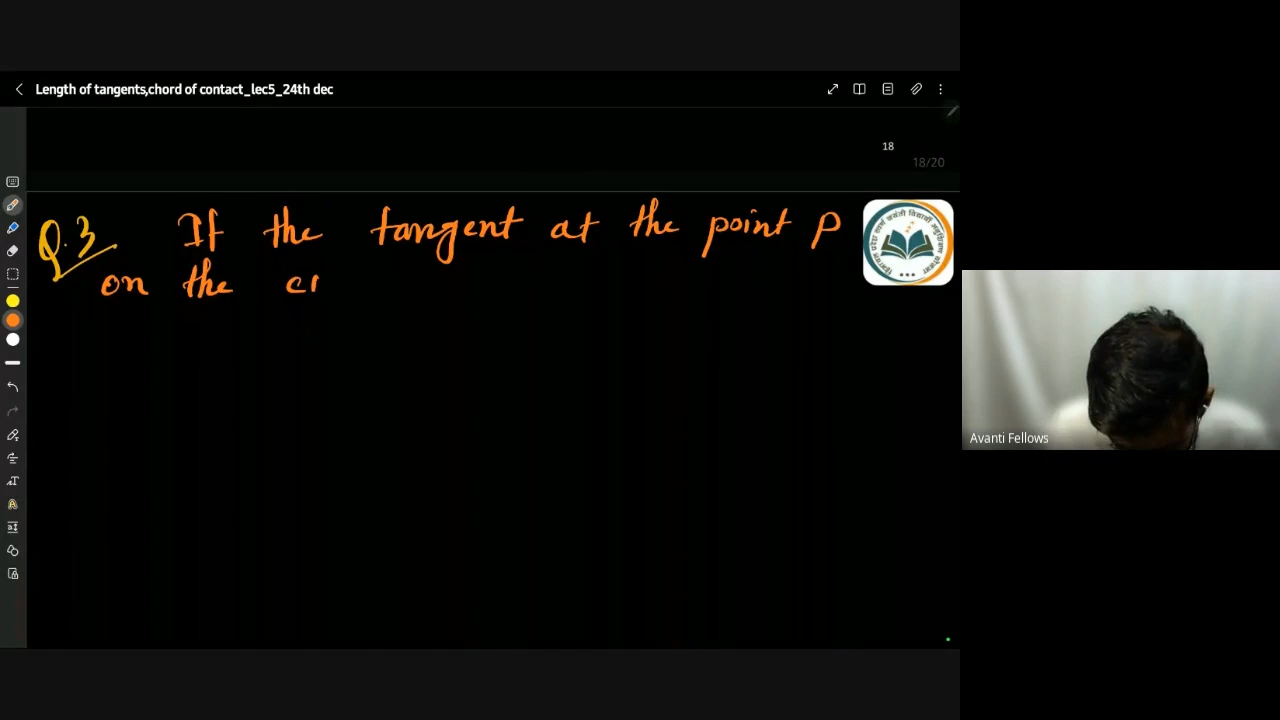 Length of tangents,chord of contact_lec5_24th dec
18
18/20
Q.3 If the tangent at the point P
on the ci
Avanti Fellows